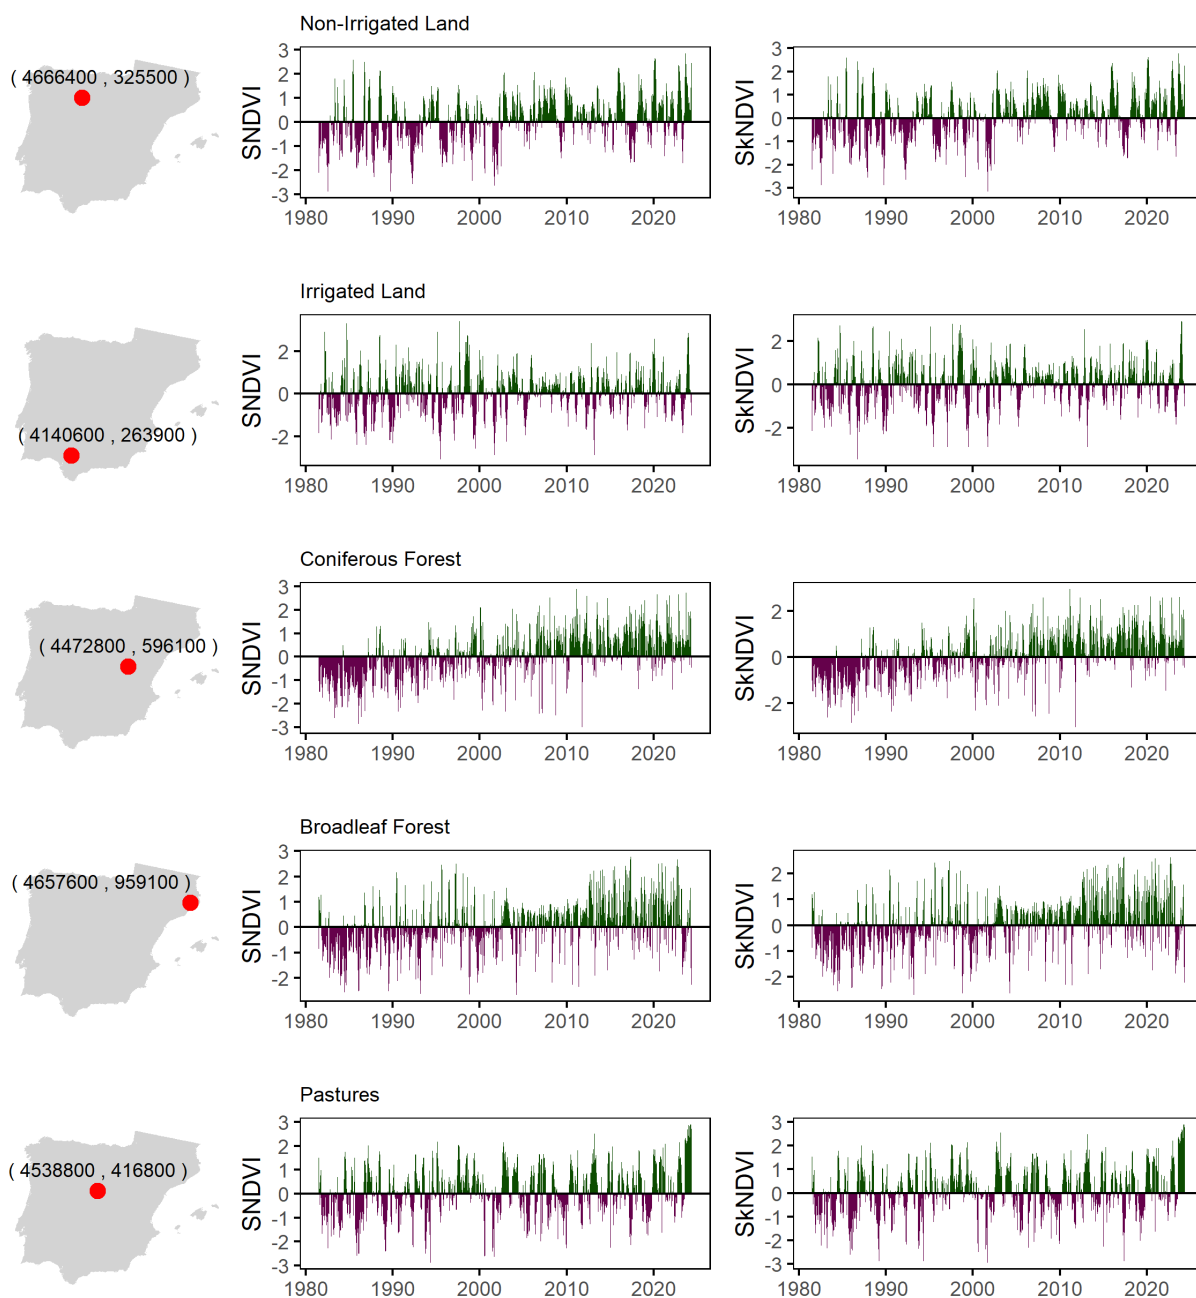 Non-Irrigated Land
( 4666400 , 325500 )
SNDVI
3
2
1
0
-1
-2
-3
1980 1990 2000 2010 2020
SkNDVI
3
2
1
0
-1
-2
-3
1980 1990 2000 2010 2020
Irrigated Land
( 4140600 , 263900 )
SNDVI
2
0
-2
1980 1990 2000 2010 2020
SkNDVI
2
0
-2
1980 1990 2000 2010 2020
Coniferous Forest
( 4472800 , 596100 )
SNDVI
3
2
1
0
-1
-2
-3
1980 1990 2000 2010 2020
SkNDVI
2
0
-2
1980 1990 2000 2010 2020
Broadleaf Forest
( 4657600 , 959100 )
SNDVI
3
2
1
0
-1
-2
1980 1990 2000 2010 2020
SkNDVI
2
1
0
-1
-2
1980 1990 2000 2010 2020
Pastures
( 4538800 , 416800 )
SNDVI
3
2
1
0
-1
-2
-3
1980 1990 2000 2010 2020
SkNDVI
3
2
1
0
-1
-2
-3
1980 1990 2000 2010 2020